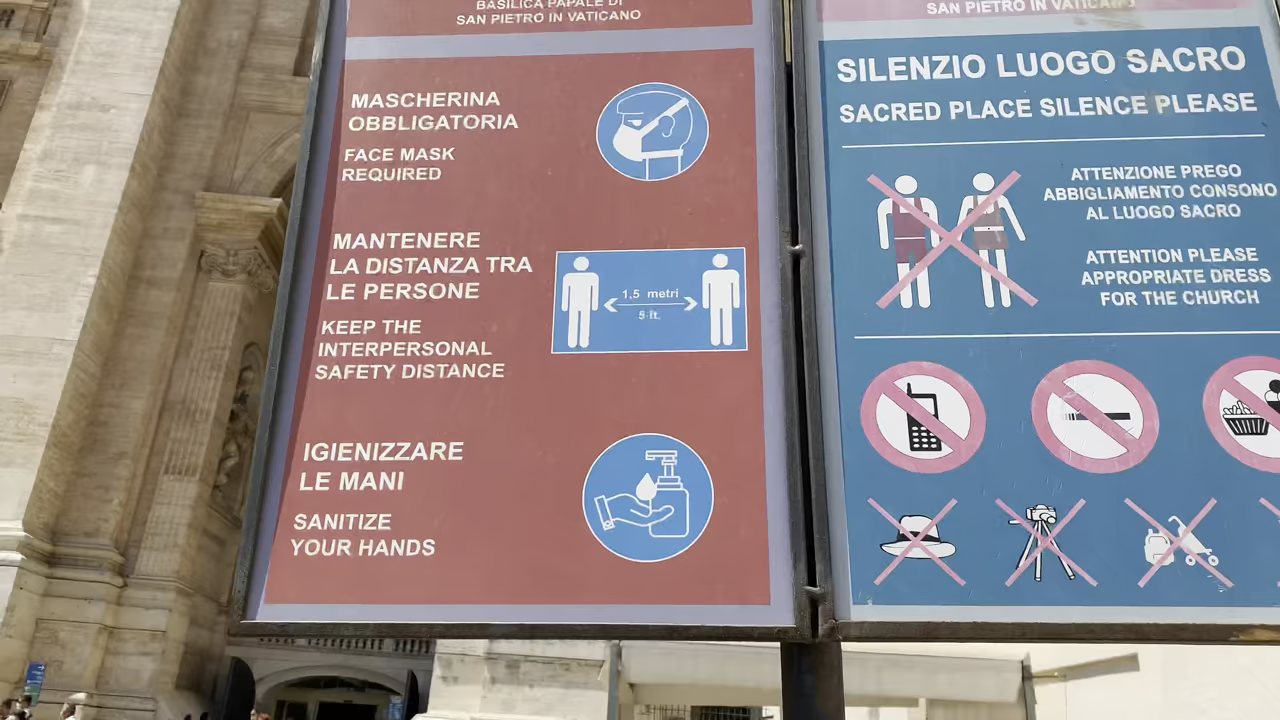 BASILICA PAPALE DI
SAN PIETRO IN VATICANO
MASCHERINA
OBBLIGATORIA
FACE MASK
REQUIRED
MANTENERE
LA DISTANZA TRA
LE PERSONE
1,5 metri
5 ft.
KEEP THE
INTERPERSONAL
SAFETY DISTANCE
IGIENIZZARE
LE MANI
SANITIZE
YOUR HANDS
SAN PIETRO IN VATICANO
SILENZIO LUOGO SACRO
SACRED PLACE SILENCE PLEASE
ATTENZIONE PREGO
ABBIGLIAMENTO CONSONO
AL LUOGO SACRO
ATTENTION PLEASE
APPROPRIATE DRESS
FOR THE CHURCH